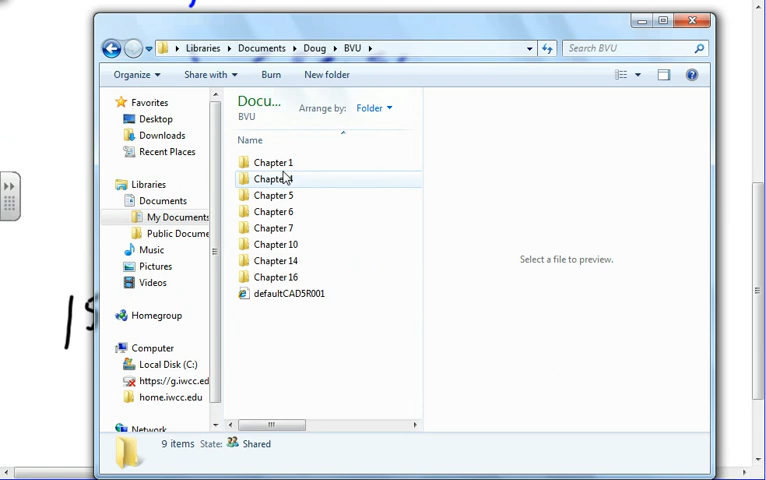 Libraries Documents Doug BVU
Search BVU
Organize Share with Burn New folder
Favorites
Desktop
Downloads
Recent Places
Libraries
Documents
My Documents
Public Docume
Music
Pictures
Videos
Homegroup
Computer
Local Disk (C:)
https://g.iwcc.ed
home.iwcc.edu
Network
Docu...
BVU
Arrange by: Folder
Name
Chapter 1
Chapter 4
Chapter 5
Chapter 6
Chapter 7
Chapter 10
Chapter 14
Chapter 16
defaultCAD5R001
Select a file to preview.
9 items State: Shared